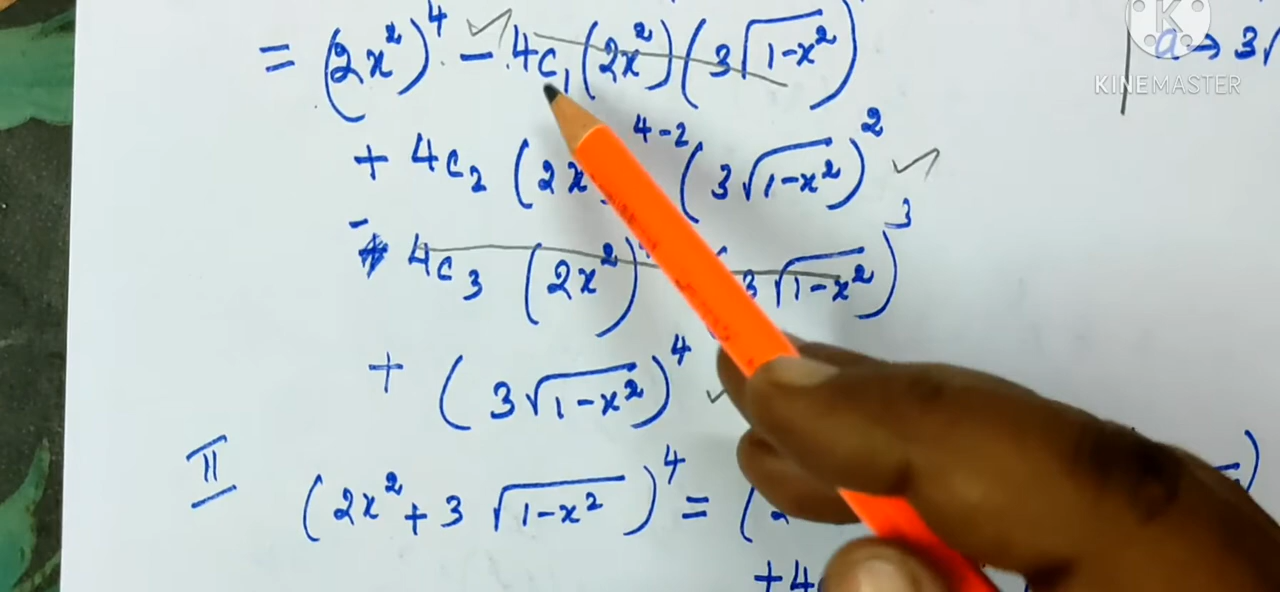 = (2x²)⁴ - 4c₁ (2x²) (3√1-x²)
a → 3√
KINEMASTER
+ 4c₂ (2x 4-2 (3√1-x²)²
- 4c₃ (2x²) 3√1-x²)³
+ (3√1-x²)⁴
II
(2x² + 3 √1-x²)⁴ = (2
+4